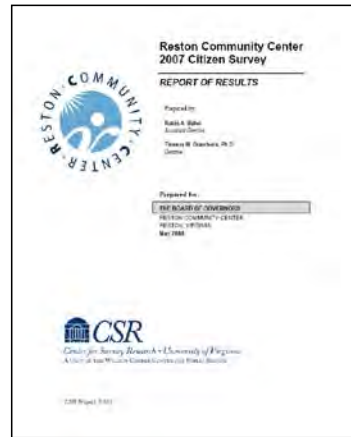 Reston Community Center
2007 Citizen Survey
REPORT OF RESULTS
RESTON · COMMUNITY · CENTER
Prepared by:
Prepared for:
THE BOARD OF GOVERNORS
RESTON COMMUNITY CENTER
RESTON, VIRGINIA
CSR
Center for Survey Research • University of Virginia